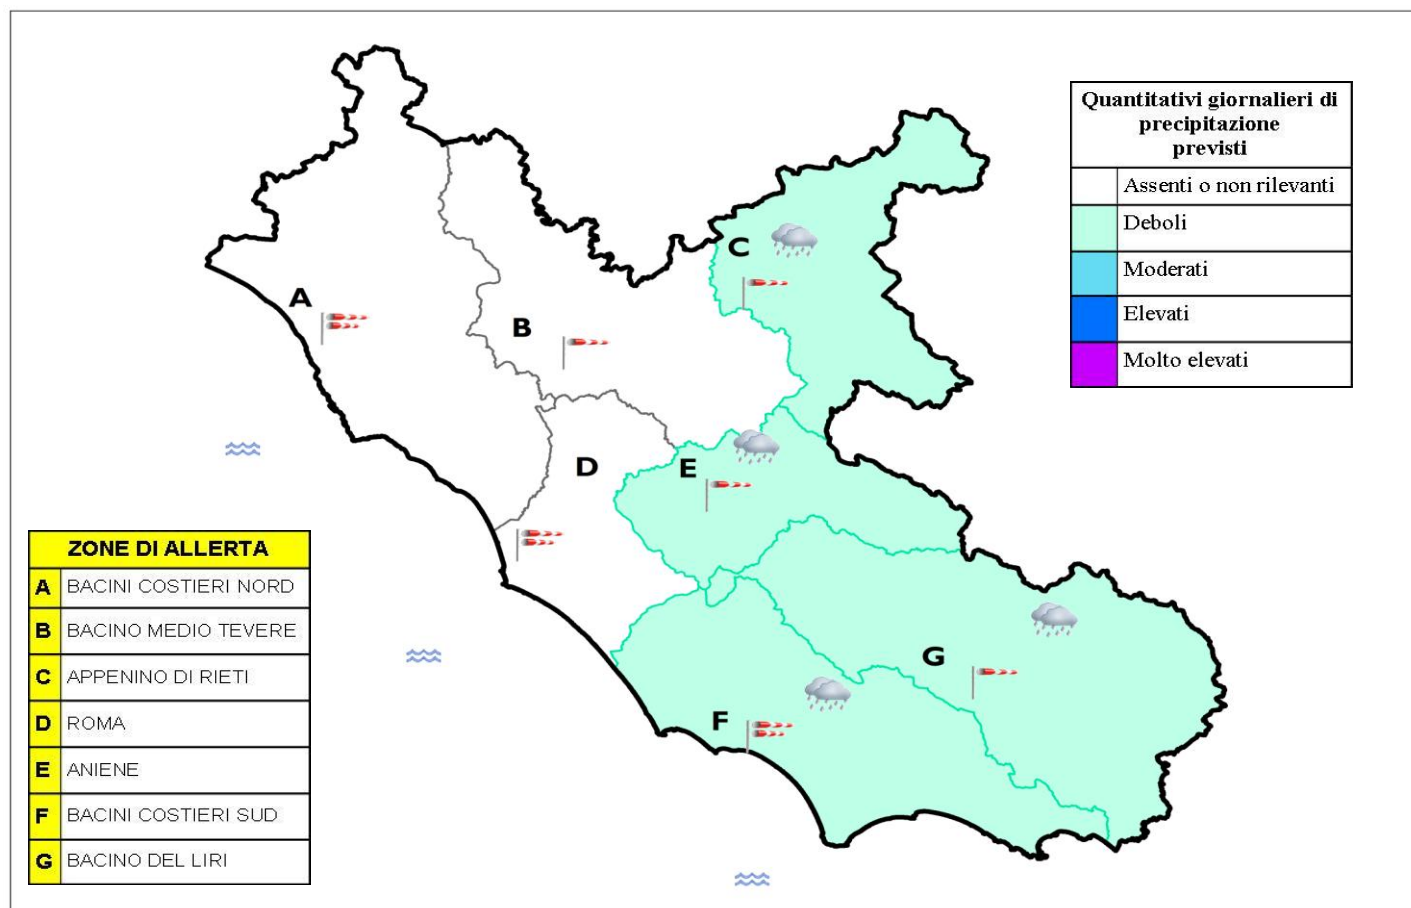 Quantitativi giornalieri di
precipitazione
previsti
Assenti o non rilevanti
Deboli
Moderati
Elevati
Molto elevati
C
A
B
D
E
G
F
ZONE DI ALLERTA
A BACINI COSTIERI NORD
B BACINO MEDIO TEVERE
C APPENINO DI RIETI
D ROMA
E ANIENE
F BACINI COSTIERI SUD
G BACINO DEL LIRI